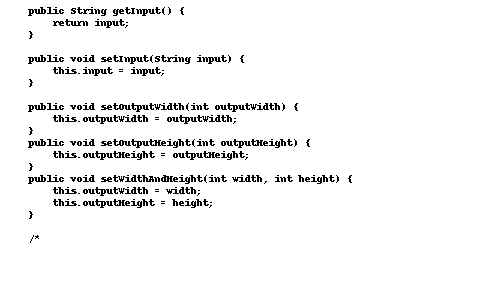 public String getInput() {
return input;
}
public void setInput(String input) {
this.input = input;
}
public void setOutputWidth(int outputWidth) {
this.outputWidth = outputWidth;
}
public void setOutputHeight(int outputHeight) {
this.outputHeight = outputHeight;
}
public void setWidthAndHeight(int width, int height) {
this.outputWidth = width;
this.outputHeight = height;
}
/*